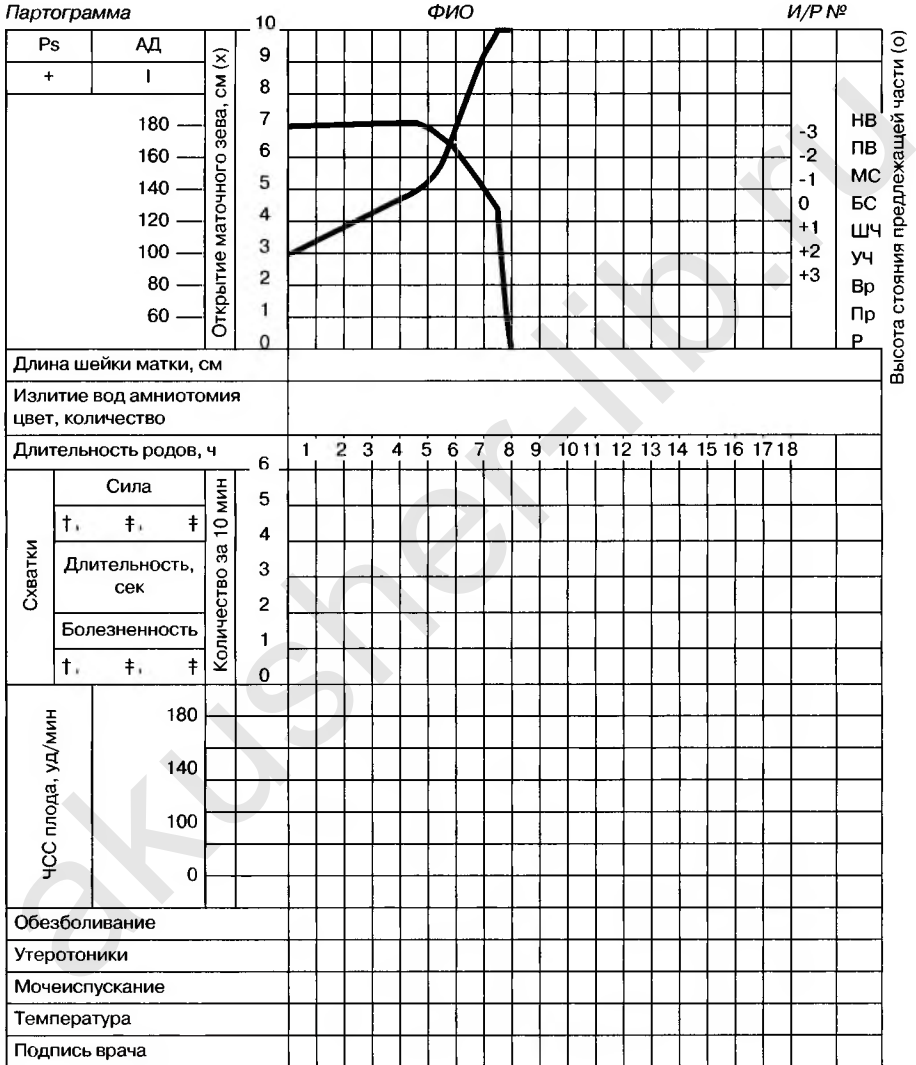 Партограмма ФИО И/Р №
Ps АД
+ I
180
160
140
120
100
80
60
Открытие маточного зева, см (x)
10
9
8
7
6
5
4
3
2
1
0
-3 НВ
-2 ПВ
-1 МС
0 БС
+1 ШЧ
+2 УЧ
+3 Вр
Пр
Р
Высота стояния предлежащей части (о)
Длина шейки матки, см
Излитие вод амниотомия
цвет, количество
Длительность родов, ч 1 2 3 4 5 6 7 8 9 10 11 12 13 14 15 16 17 18
Схватки
Сила
†, ‡, ‡
Длительность,
сек
Болезненность
†, ‡, ‡
Количество за 10 мин
6
5
4
3
2
1
0
ЧСС плода, уд/мин
180
140
100
0
Обезболивание
Утеротоники
Мочеиспускание
Температура
Подпись врача
akusher-lib.ru